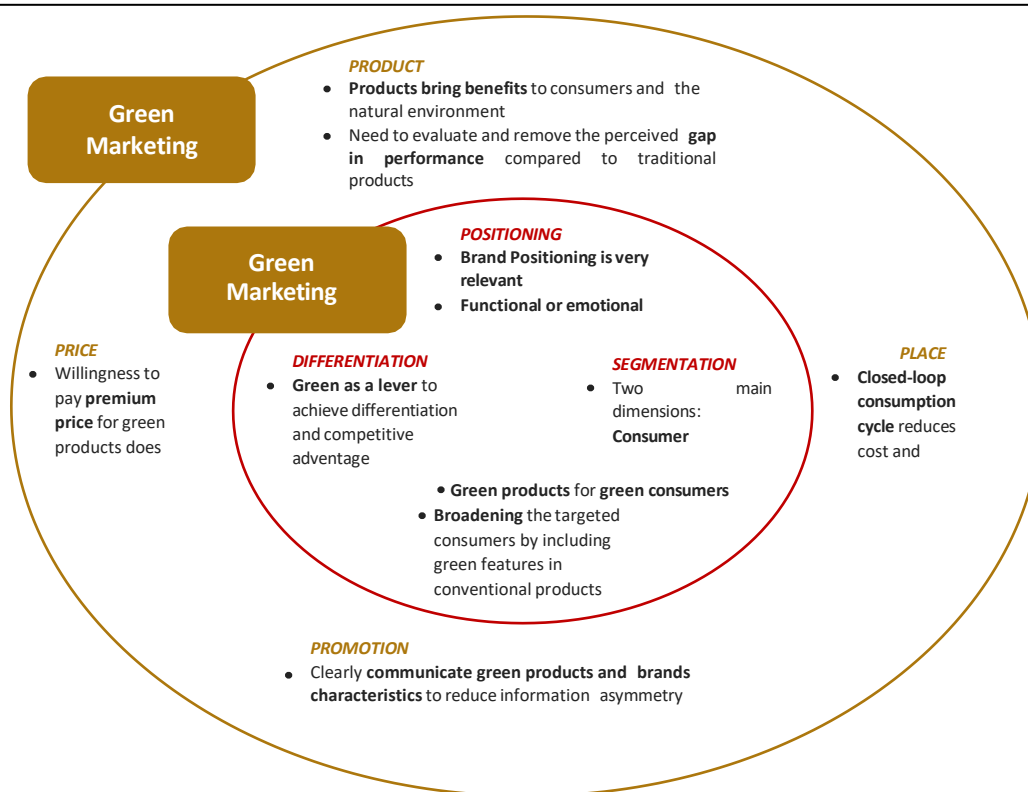 PRODUCT
• Products bring benefits to consumers and the
natural environment
• Need to evaluate and remove the perceived gap
in performance compared to traditional
products
Green
Marketing
POSITIONING
• Brand Positioning is very
relevant
• Functional or emotional
Green
Marketing
PRICE
• Willingness to
pay premium
price for green
products does
DIFFERENTIATION
• Green as a lever to
achieve differentiation
and competitive
adventage
SEGMENTATION
• Two main
dimensions:
Consumer
PLACE
• Closed-loop
consumption
cycle reduces
cost and
• Green products for green consumers
• Broadening the targeted
consumers by including
green features in
conventional products
PROMOTION
• Clearly communicate green products and brands
characteristics to reduce information asymmetry